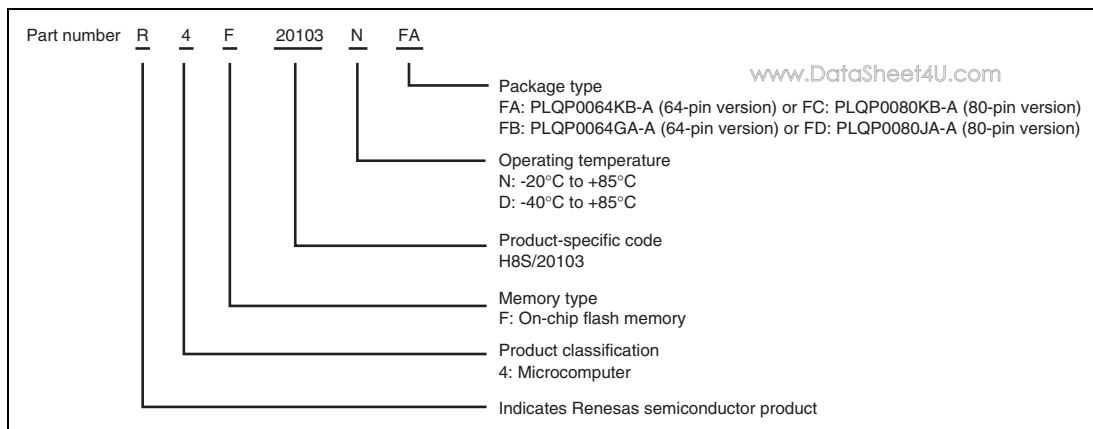 Part number R 4 F 20103 N FA
www.DataSheet4U.com
Package type
FA: PLQP0064KB-A (64-pin version) or FC: PLQP0080KB-A (80-pin version)
FB: PLQP0064GA-A (64-pin version) or FD: PLQP0080JA-A (80-pin version)
Operating temperature
N: -20°C to +85°C
D: -40°C to +85°C
Product-specific code
H8S/20103
Memory type
F: On-chip flash memory
Product classification
4: Microcomputer
Indicates Renesas semiconductor product